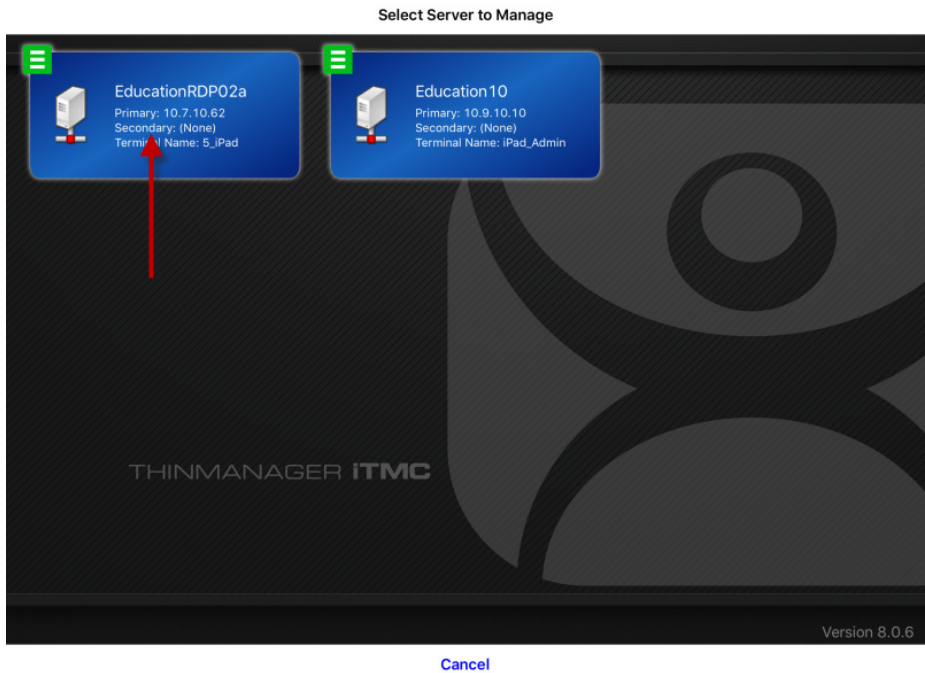 Select Server to Manage
EducationRDP02a
Primary: 10.7.10.62
Secondary: (None)
Terminal Name: 5_iPad
Education10
Primary: 10.9.10.10
Secondary: (None)
Terminal Name: iPad_Admin
THINMANAGER iTMC
Version 8.0.6
Cancel